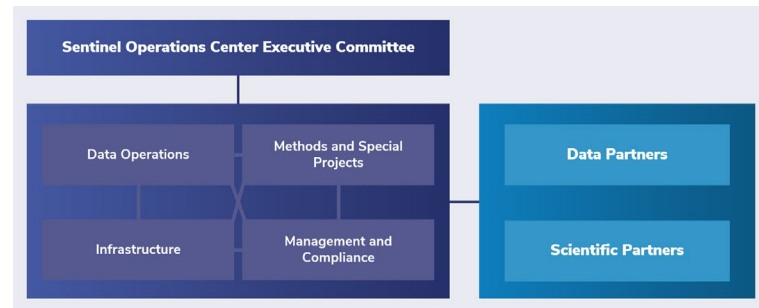 Sentinel Operations Center Executive Committee
Data Operations
Methods and Special
Projects
Infrastructure
Management and
Compliance
Data Partners
Scientific Partners